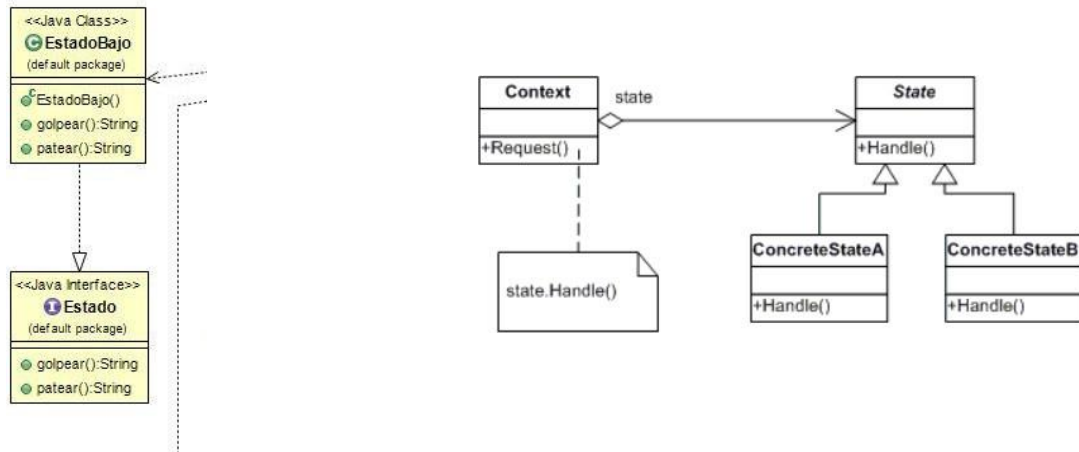 <<Java Class>>
EstadoBajo
(default package)
EstadoBajo()
golpear():String
patear():String
<<Java Interface>>
Estado
(default package)
golpear():String
patear():String
Context
+Request()
state
State
+Handle()
state.Handle()
ConcreteStateA
+Handle()
ConcreteStateB
+Handle()